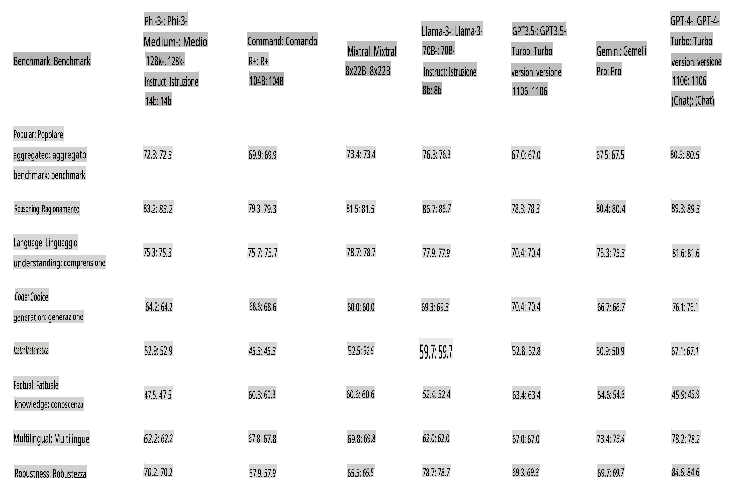 Phi-3-: Phi-3-
Medium-: Medio
128k-: 128k-
Instruct: Istruzione
14b: 14b
Command: Comando
R+: R+
104B: 104B
Mixtral: Mixtral
8x22B: 8x22B
Llama-3-: Llama-3-
70B-: 70B-
Instruct: Istruzione
8b: 8b
GPT3.5-: GPT3.5-
Turbo: Turbo
version: versione
1106: 1106
Gemini: Gemelli
Pro: Pro
GPT-4-: GPT-4-
Turbo: Turbo
version: versione
1106: 1106
(Chat): (Chat)
Benchmark: Benchmark
Popular: Popolare
aggregated: aggregato
benchmark: benchmark
72.3: 72.3 69.9: 69.9 73.4: 73.4 76.3: 76.3 67.0: 67.0 67.5: 67.5 80.5: 80.5
Reasoning: Ragionamento 83.2: 83.2 79.3: 79.3 81.5: 81.5 86.7: 86.7 78.3: 78.3 80.4: 80.4 89.3: 89.3
Language: Linguaggio
understanding: comprensione
75.3: 75.3 75.7: 75.7 78.7: 78.7 77.9: 77.9 70.4: 70.4 75.3: 75.3 81.6: 81.6
Code: Codice
generation: generazione
64.2: 64.2 68.6: 68.6 60.0: 60.0 69.3: 69.3 70.4: 70.4 66.7: 66.7 76.1: 76.1
52.9: 52.9 45.3: 45.3 52.5: 52.5 59.7: 59.7 52.8: 52.8 50.9: 50.9 67.1: 67.1
Factual: Fattuale
knowledge: conoscenza
47.5: 47.5 60.3: 60.3 60.6: 60.6 52.4: 52.4 63.4: 63.4 54.6: 54.6 45.9: 45.9
Multilingual: Multilingue 62.2: 62.2 67.8: 67.8 69.8: 69.8 62.0: 62.0 67.0: 67.0 73.4: 73.4 78.2: 78.2
Robustness: Robustezza 70.2: 70.2 57.9: 57.9 65.5: 65.5 78.7: 78.7 69.3: 69.3 69.7: 69.7 84.6: 84.6